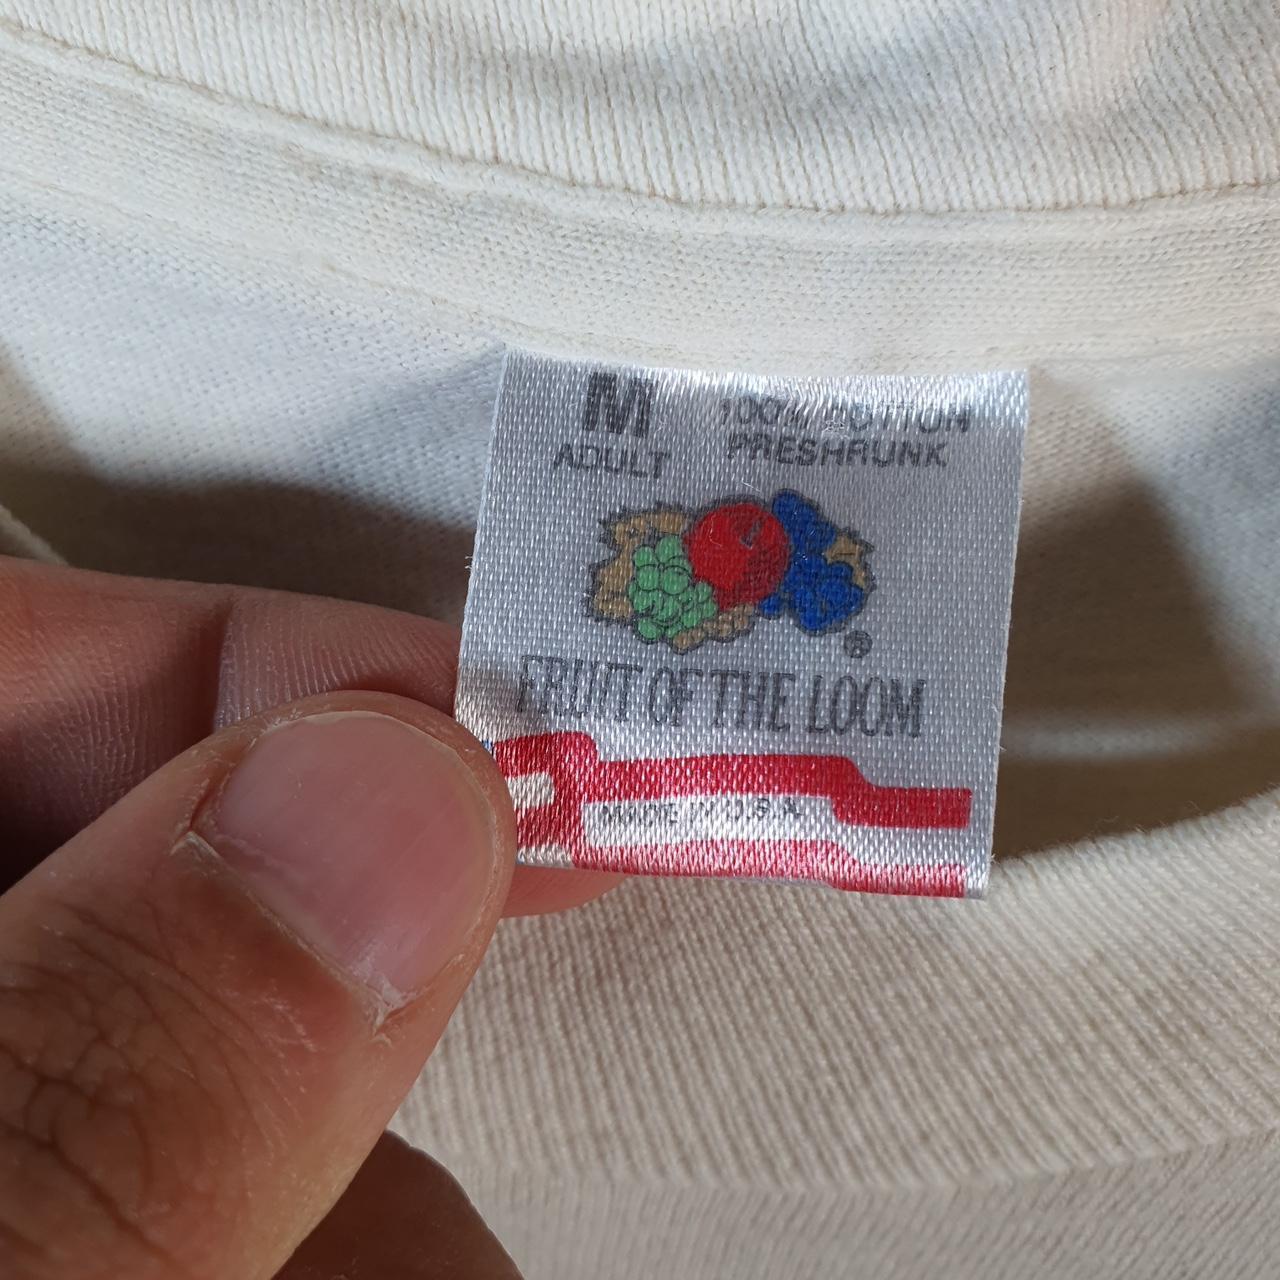 M
ADULT
100% COTTON
PRESHRUNK
®
FRUIT OF THE LOOM
MADE IN U.S.A.